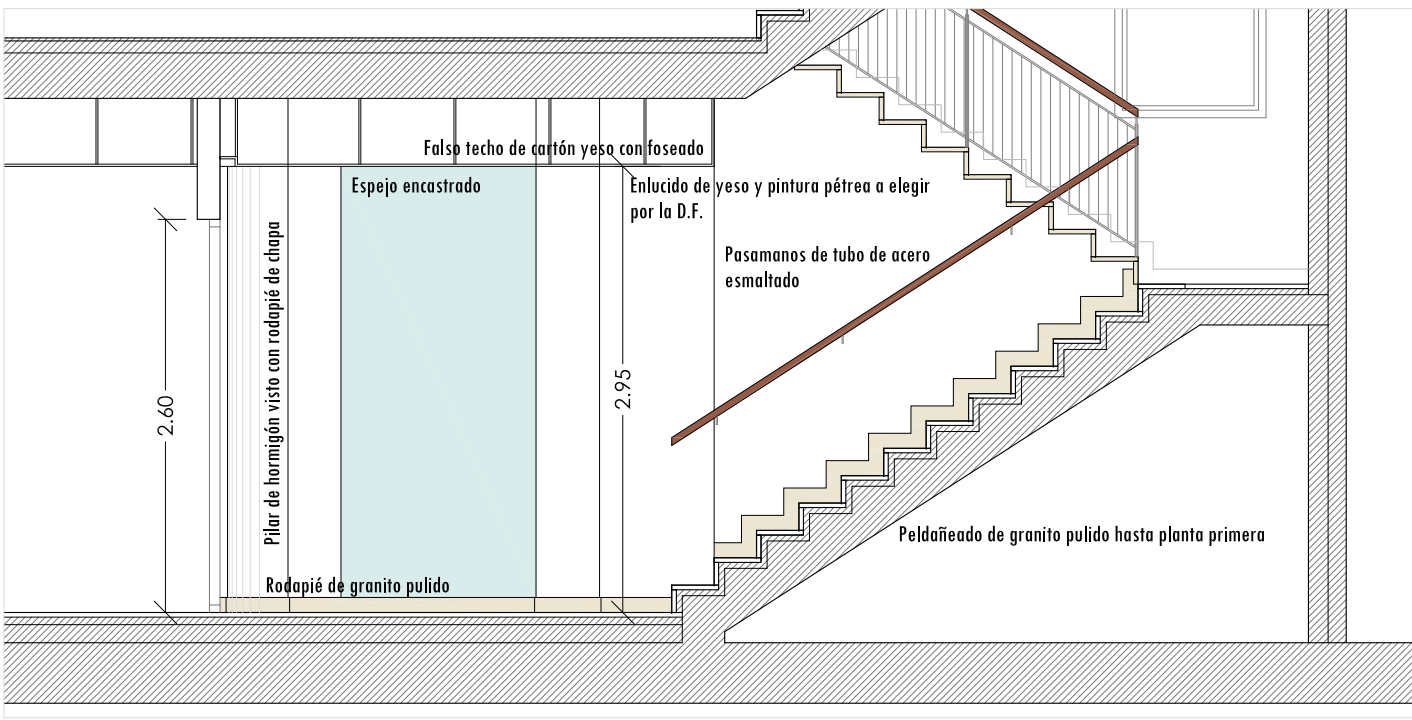 Falso techo de cartón yeso con foseado
Espejo encastrado
Enlucido de yeso y pintura pétrea a elegir
por la D.F.
Pilar de hormigón visto con rodapié de chapa
Pasamanos de tubo de acero
esmaltado
2.60
2.95
Peldañeado de granito pulido hasta planta primera
Rodapié de granito pulido